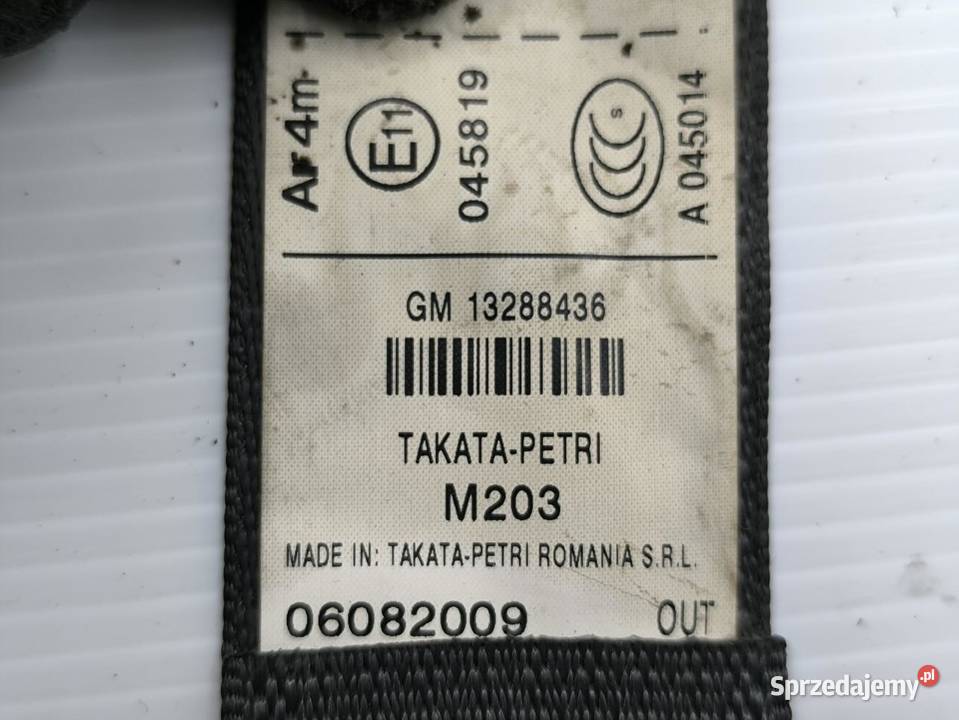 Ar4m
E11
045819
S
A 045014
GM 13288436
TAKATA-PETRI
M203
MADE IN: TAKATA-PETRI ROMANIA S.R.L.
06082009 OUT
Sprzedajemy.pl